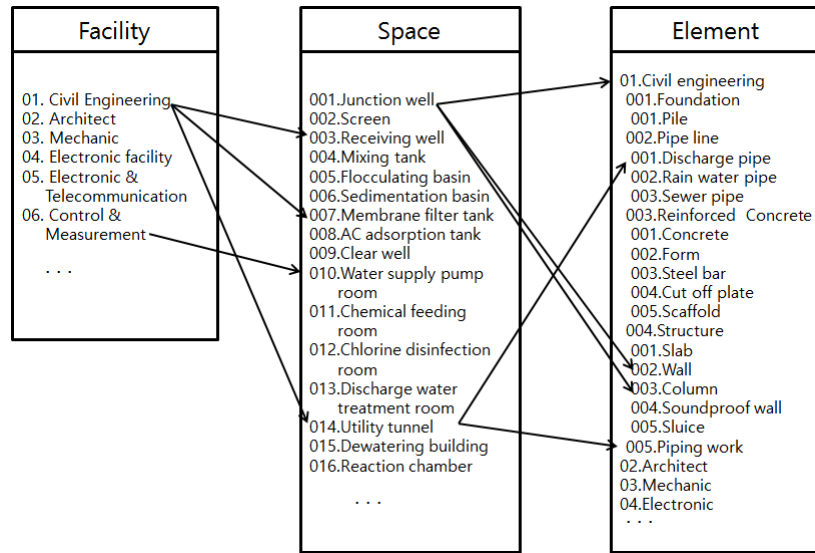 Facility
01. Civil Engineering
02. Architect
03. Mechanic
04. Electronic facility
05. Electronic &
Telecommunication
06. Control &
Measurement
. . .
Space
001.Junction well
002.Screen
003.Receiving well
004.Mixing tank
005.Flocculating basin
006.Sedimentation basin
007.Membrane filter tank
008.AC adsorption tank
009.Clear well
010.Water supply pump
room
011.Chemical feeding
room
012.Chlorine disinfection
room
013.Discharge water
treatment room
014.Utility tunnel
015.Dewatering building
016.Reaction chamber
. . .
Element
01.Civil engineering
001.Foundation
001.Pile
002.Pipe line
001.Discharge pipe
002.Rain water pipe
003.Sewer pipe
003.Reinforced Concrete
001.Concrete
002.Form
003.Steel bar
004.Cut off plate
005.Scaffold
004.Structure
001.Slab
002.Wall
003.Column
004.Soundproof wall
005.Sluice
005.Piping work
02.Architect
03.Mechanic
04.Electronic
. . .